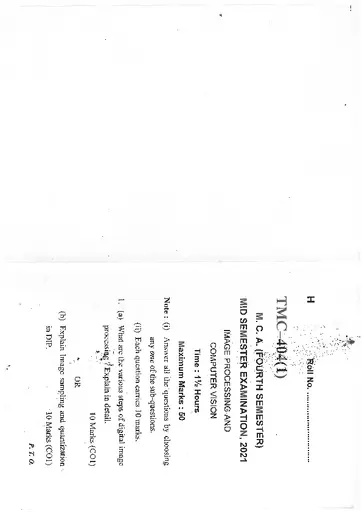 H
Roll No. ..............................
TMC-404(1)
M. C. A. (FOURTH SEMESTER)
MID SEMESTER EXAMINATION, 2021
IMAGE PROCESSING AND
COMPUTER VISION
Time : 1½ Hours
Maximum Marks : 50
Note : (i) Answer all the questions by choosing
any one of the sub-questions.
(ii) Each question carries 10 marks.
1. (a) What are the various steps of digital image
processing ? Explain in detail.
10 Marks (CO1)
OR
(b) Explain Image sampling and quantization
in DIP. 10 Marks (CO1)
P. T. O.